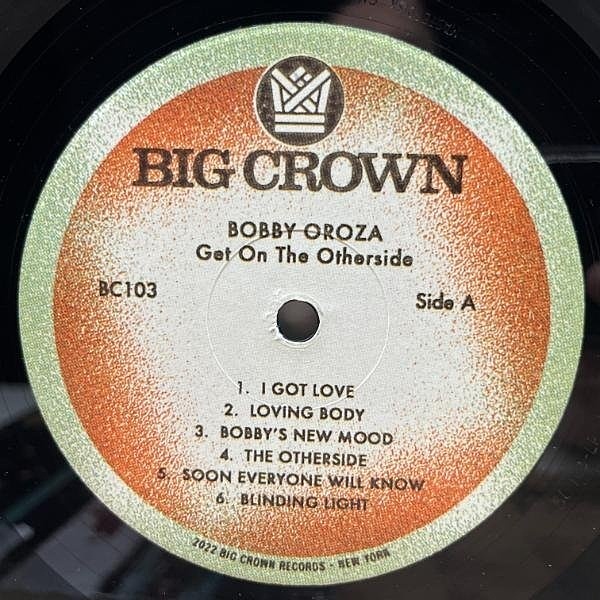 BIG CROWN
BOBBY OROZA
Get On The Otherside
BC103
Side A
1. I GOT LOVE
2. LOVING BODY
3. BOBBY'S NEW MOOD
4. THE OTHERSIDE
5. SOON EVERYONE WILL KNOW
6. BLINDING LIGHT
2022 BIG CROWN RECORDS - NEW YORK